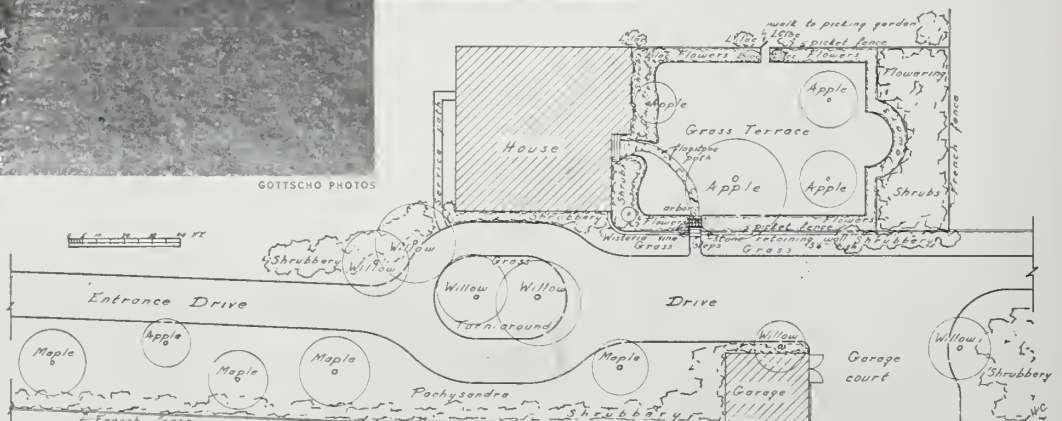 GOTTSCHO PHOTOS
walk to picking garden
Lilac
Lilac
Lilac
picket fence
Flowers
Flowers
Flowering
Apple
Apple
House
Grass Terrace
flagstone
path
French fence
Service path
Shrubs
Apple
Apple
Shrubs
arbor
Flowers
Flowers
picket fence
Shrubbery
Wisteria vine
steps
stone retaining wall
Shrubbery
Grass
Grass
FT.
Willow
Shrubbery
Willow
Grass
Willow
Willow
Turn-around
Entrance Drive
Drive
Apple
Maple
Maple
Maple
Maple
Willow
Willow
Garage
court
Shrubbery
Pachysandra
Garage
Shrubbery